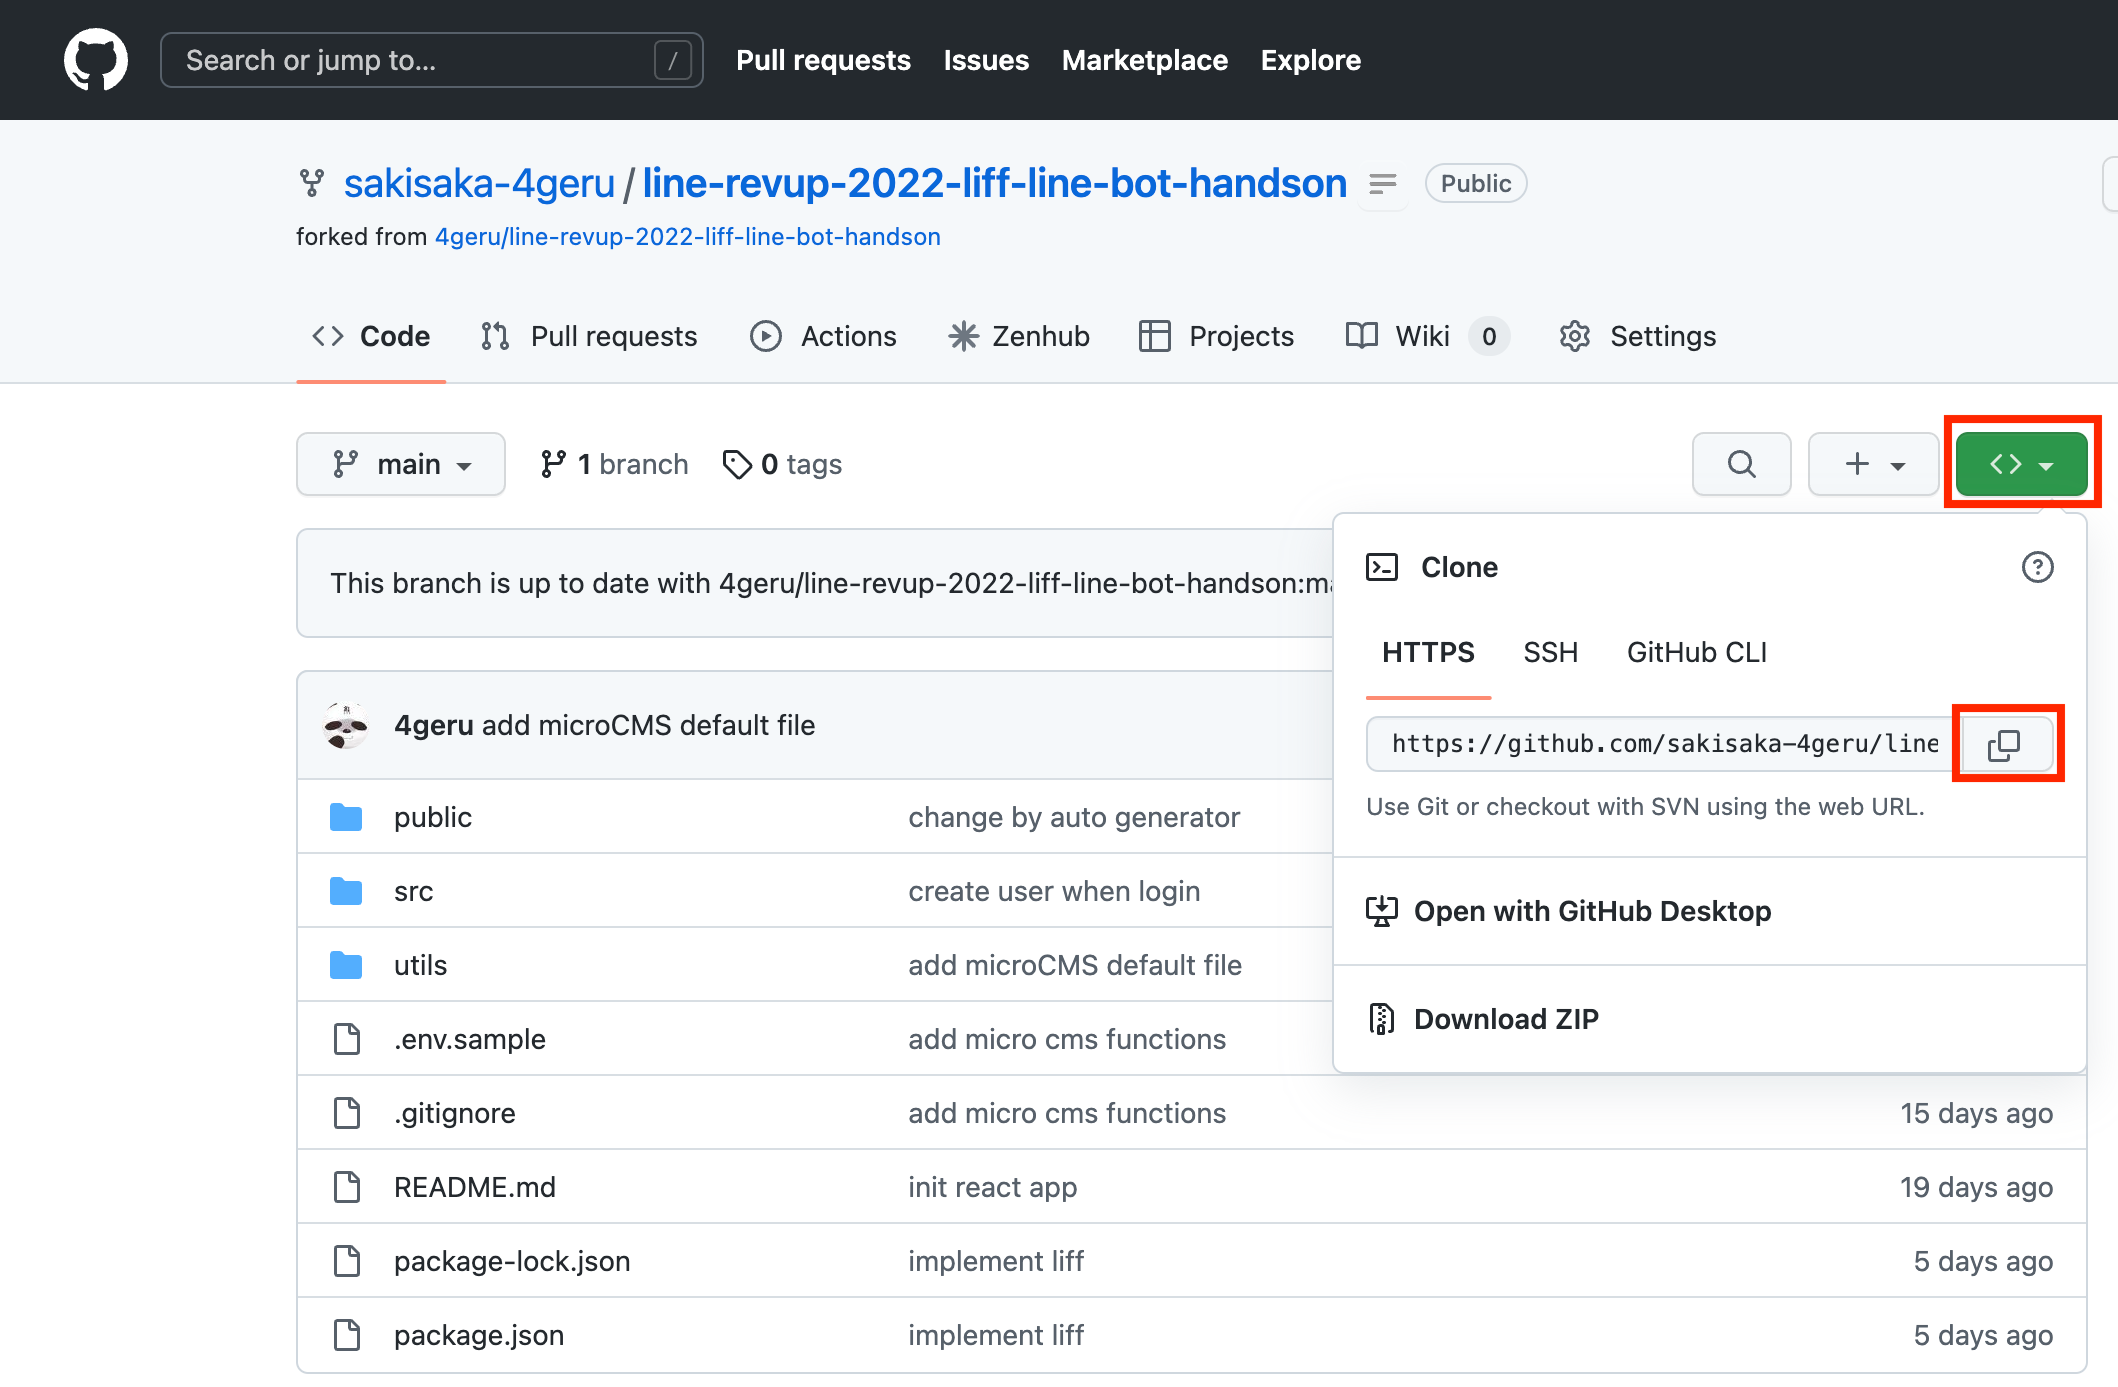 Search or jump to... / Pull requests Issues Marketplace Explore
sakisaka-4geru / line-revup-2022-liff-line-bot-handson Public
forked from 4geru/line-revup-2022-liff-line-bot-handson
Code Pull requests Actions Zenhub Projects Wiki 0 Settings
main 1 branch 0 tags
This branch is up to date with 4geru/line-revup-2022-liff-line-bot-handson:ma
Clone
HTTPS SSH GitHub CLI
https://github.com/sakisaka-4geru/line
Use Git or checkout with SVN using the web URL.
Open with GitHub Desktop
Download ZIP
4geru add microCMS default file
public change by auto generator
src create user when login
utils add microCMS default file
.env.sample add micro cms functions
.gitignore add micro cms functions 15 days ago
README.md init react app 19 days ago
package-lock.json implement liff 5 days ago
package.json implement liff 5 days ago